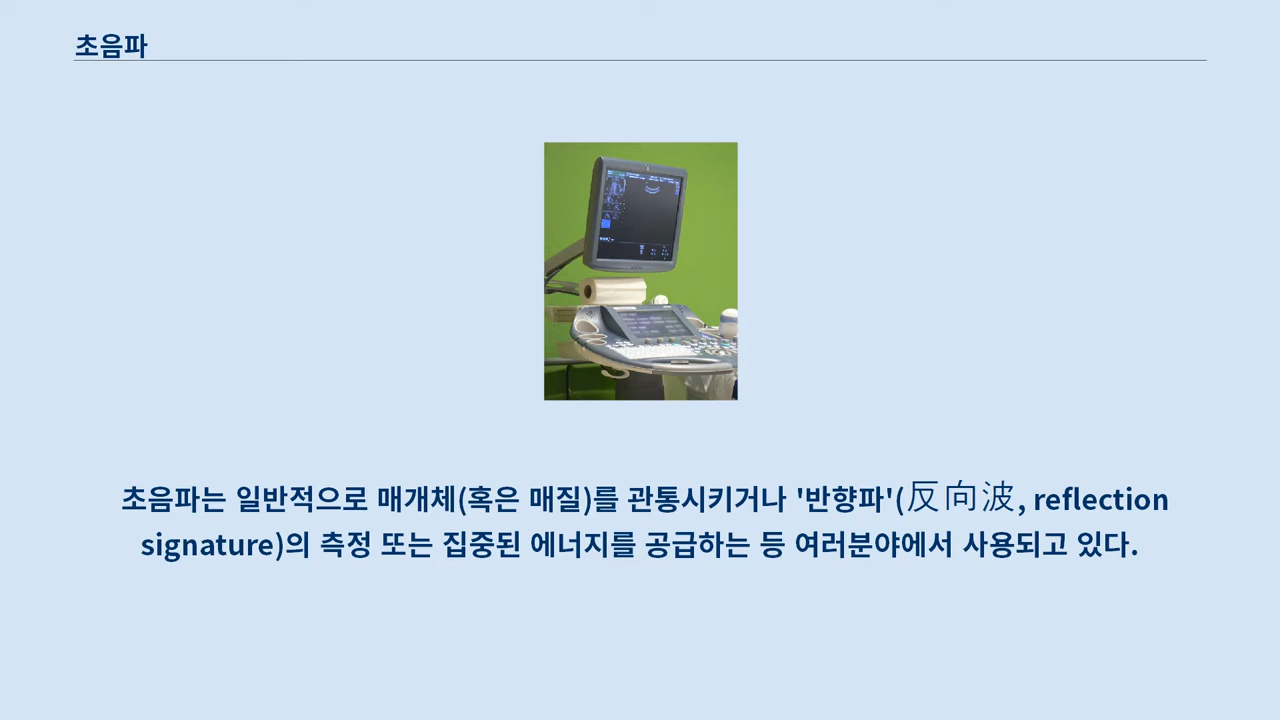 초음파
초음파는 일반적으로 매개체(혹은 매질)를 관통시키거나 '반향파'(反向波, reflection
signature)의 측정 또는 집중된 에너지를 공급하는 등 여러분야에서 사용되고 있다.